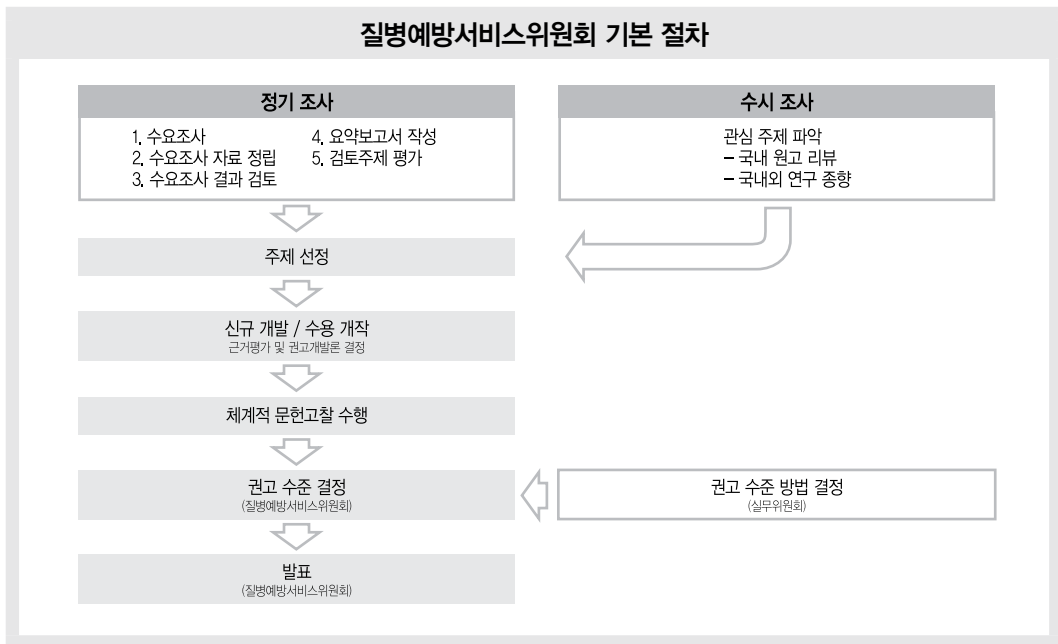 질병예방서비스위원회 기본 절차
정기 조사
1. 수요조사
2. 수요조사 자료 정립
3. 수요조사 결과 검토
4. 요약보고서 작성
5. 검토주제 평가
수시 조사
관심 주제 파악
– 국내 원고 리뷰
– 국내외 연구 종향
주제 선정
신규 개발 / 수용 개작
근거평가 및 권고개발론 결정
체계적 문헌고찰 수행
권고 수준 결정
(질병예방서비스위원회)
권고 수준 방법 결정
(실무위원회)
발표
(질병예방서비스위원회)